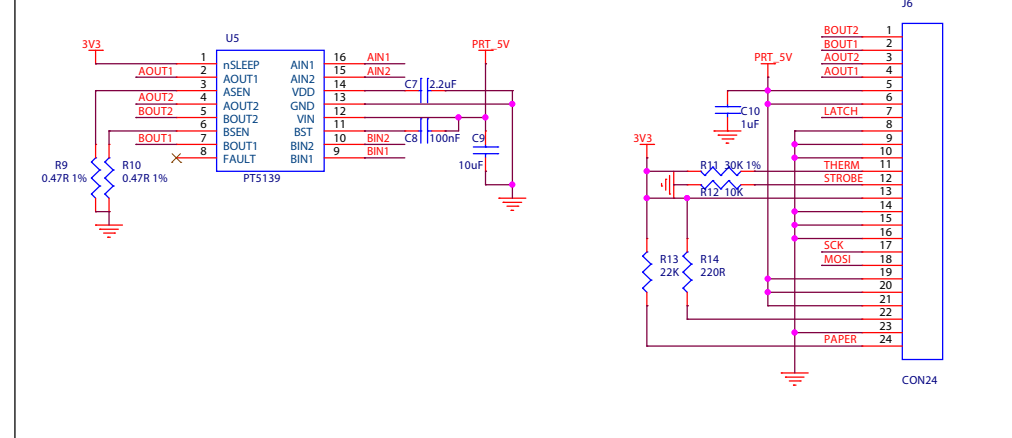 J6
U5
3V3
PRT_5V
1
nSLEEP
AIN1
16
AIN1
AOUT1
2
AOUT1
AIN2
15
AIN2
3
ASEN
VDD
14
C7
2.2uF
AOUT2
4
AOUT2
GND
13
BOUT2
5
BOUT2
VIN
12
6
BSEN
BST
11
C8
100nF
C9
BOUT1
7
BOUT1
BIN2
10
BIN2
8
FAULT
BIN1
9
BIN1
10uF
R9
R10
0.47R 1%
0.47R 1%
PT5139
BOUT2
1
BOUT1
2
AOUT2
3
PRT_5V
AOUT1
4
5
6
C10
LATCH
7
1uF
8
9
3V3
10
R11 30K 1%
THERM
11
STROBE
12
R12 10K
13
14
15
16
SCK
17
R13
R14
MOSI
18
22K
220R
19
20
21
22
23
PAPER
24
CON24